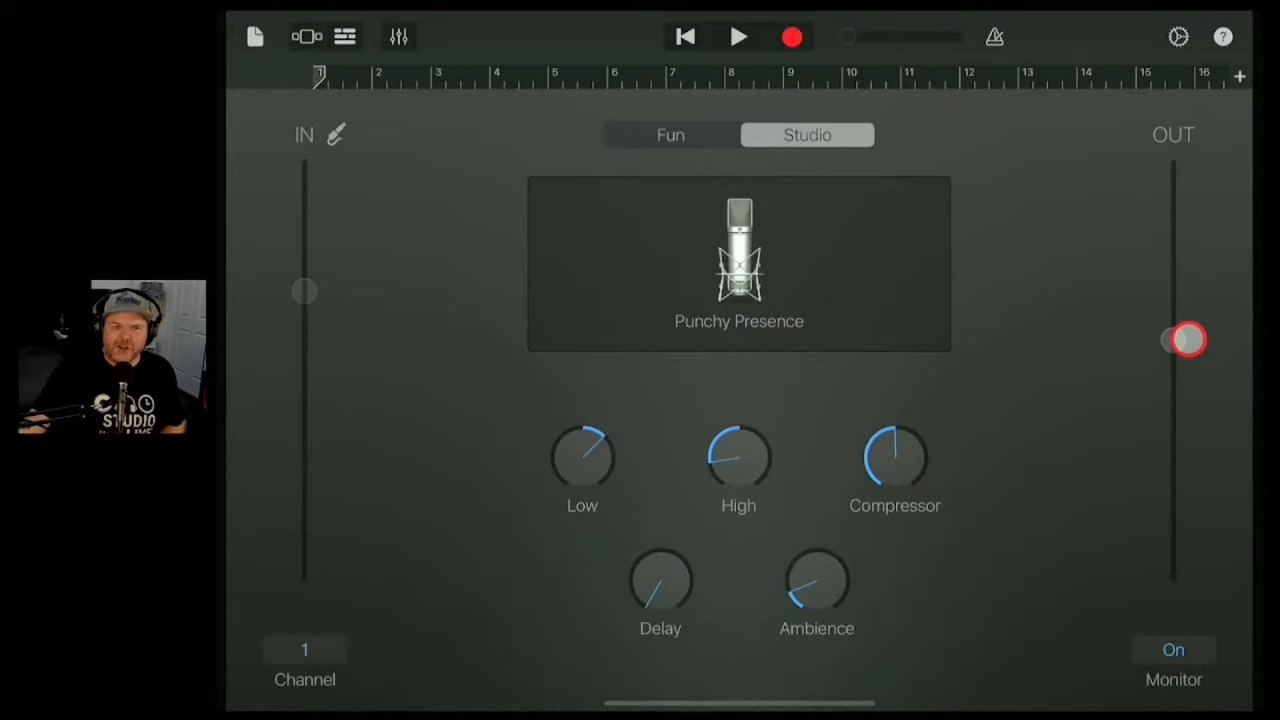 ?
1 2 3 4 5 6 7 8 9 10 11 12 13 14 15 16 +
IN
Fun
Studio
OUT
Punchy Presence
STUDIO
LIVE
Low
High
Compressor
Delay
Ambience
1
On
Channel
Monitor